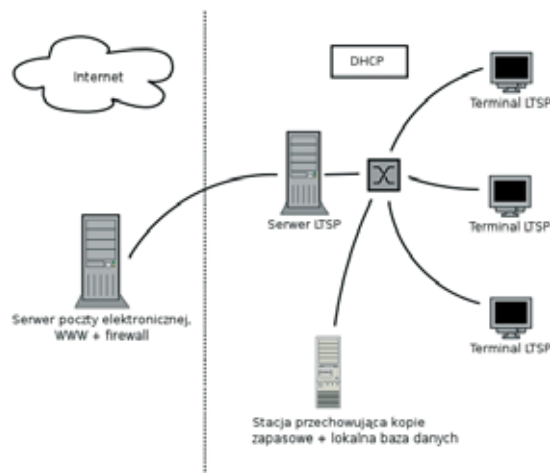 Internet
DHCP
Terminal LTSP
Serwer LTSP
Terminal LTSP
Serwer poczty elektronicznej,
WWW + firewall
Terminal LTSP
Stacja przechowująca kopie
zapasowe + lokalna baza danych